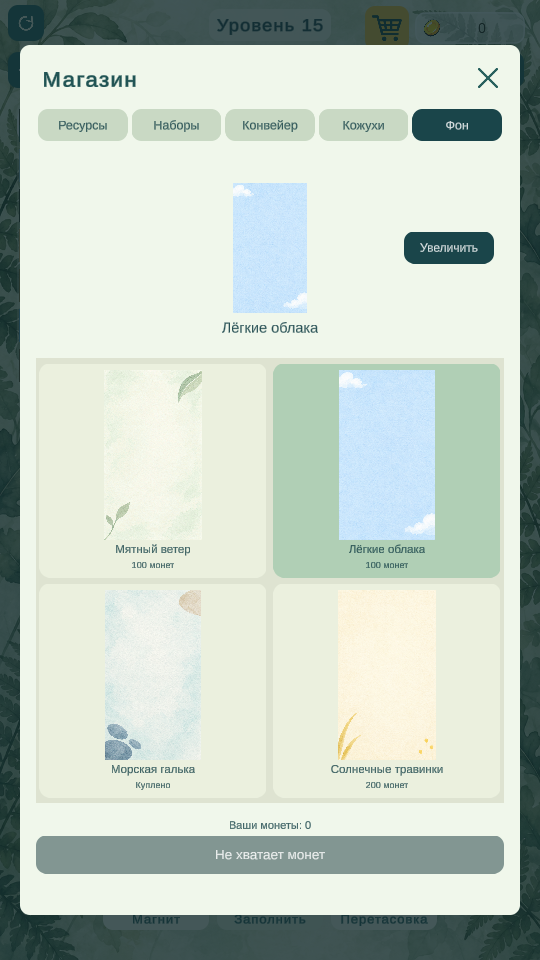 Уровень 15
0
Магазин
Ресурсы
Наборы
Конвейер
Кожухи
Фон
Увеличить
Лёгкие облака
Мятный ветер
100 монет
Лёгкие облака
100 монет
Морская галька
Куплено
Солнечные травинки
200 монет
Ваши монеты: 0
Не хватает монет
Магнит
Заполнить
Перетасовка